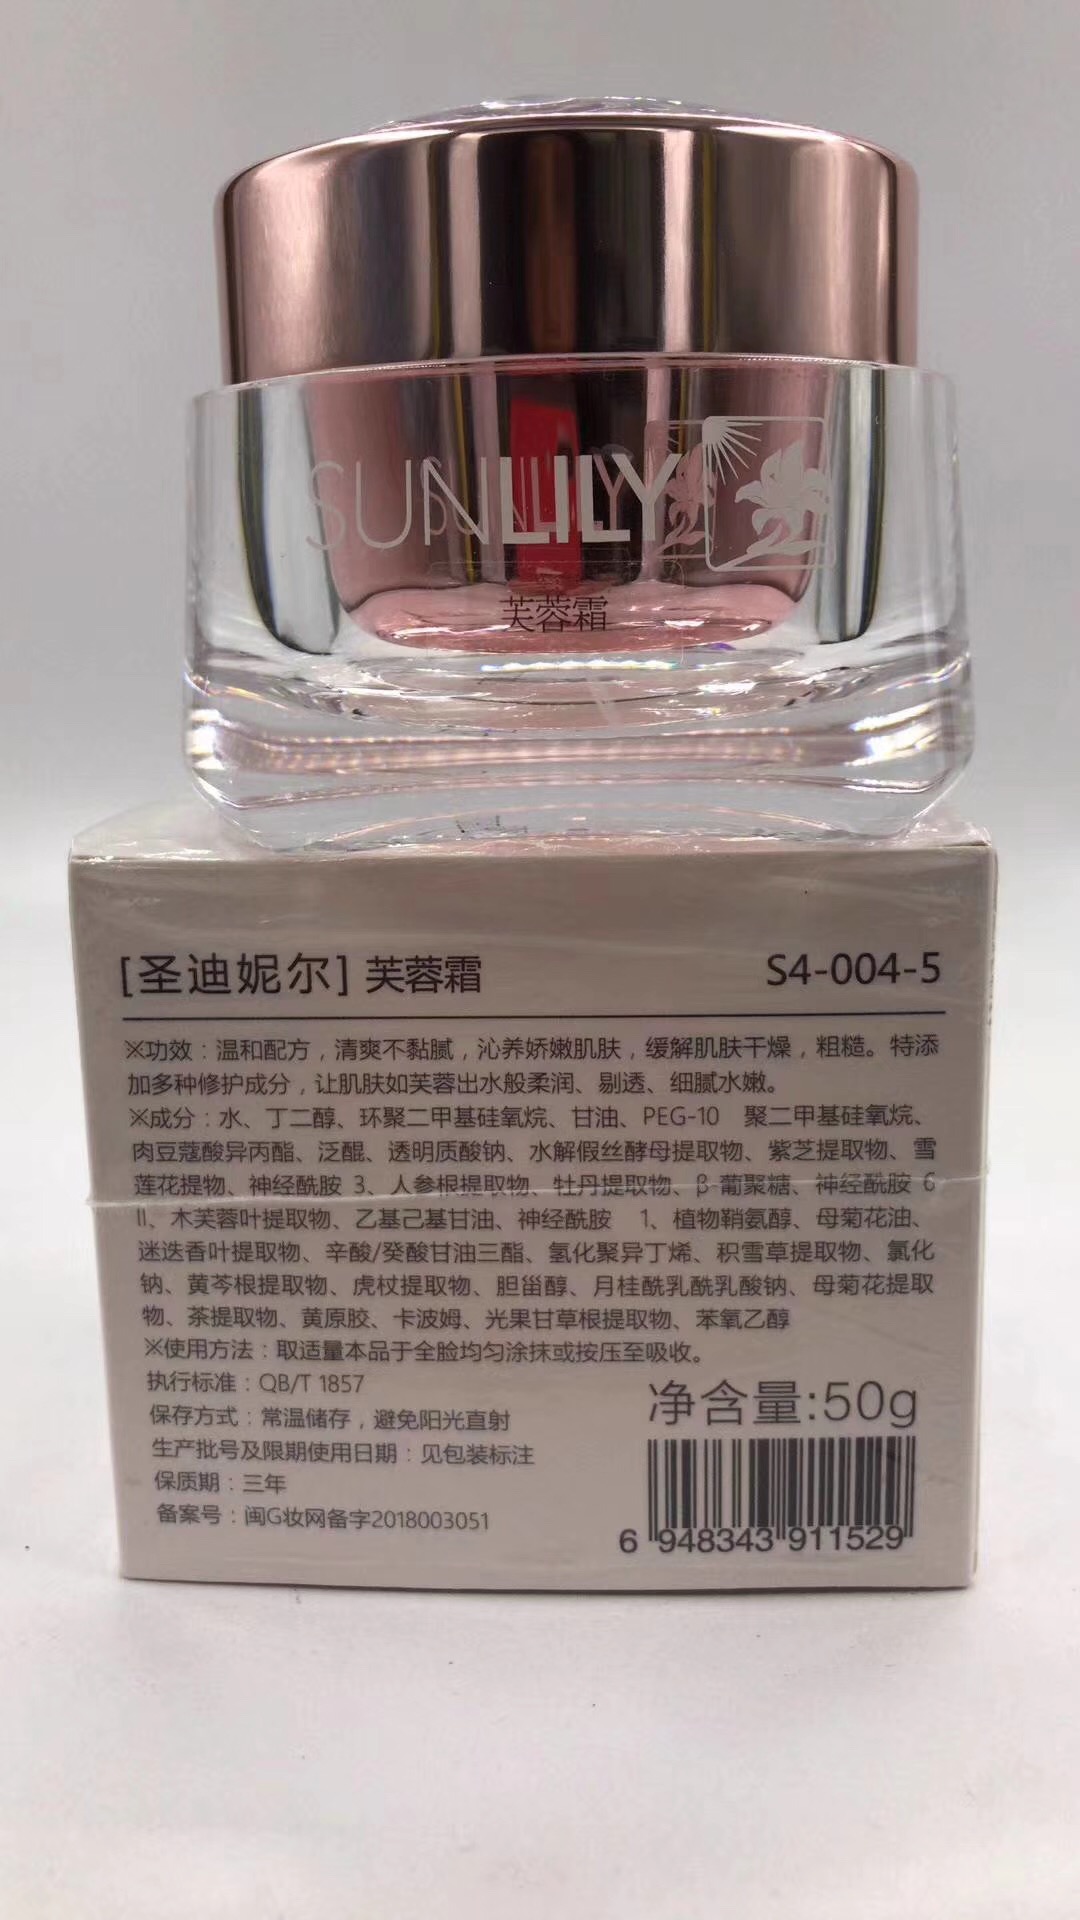 SUNLILY
芙蓉霜
[圣迪妮尔] 芙蓉霜 S4-004-5
※功效：温和配方，清爽不黏腻，沁养娇嫩肌肤，缓解肌肤干燥，粗糙。特添
加多种修护成分，让肌肤如芙蓉出水般柔润、剔透、细腻水嫩。
※成分：水、丁二醇、环聚二甲基硅氧烷、甘油、PEG-10 聚二甲基硅氧烷、
肉豆蔻酸异丙酯、泛醌、透明质酸钠、水解假丝酵母提取物、紫芝提取物、雪
莲花提物、神经酰胺 3、人参根提取物、牡丹提取物、β-葡聚糖、神经酰胺 6
II、木芙蓉叶提取物、乙基己基甘油、神经酰胺 1、植物鞘氨醇、母菊花油、
迷迭香叶提取物、辛酸/癸酸甘油三酯、氢化聚异丁烯、积雪草提取物、氯化
钠、黄芩根提取物、虎杖提取物、胆甾醇、月桂酰乳酰乳酸钠、母菊花提取
物、茶提取物、黄原胶、卡波姆、光果甘草根提取物、苯氧乙醇
※使用方法：取适量本品于全脸均匀涂抹或按压至吸收。
执行标准：QB/T 1857
保存方式：常温储存，避免阳光直射
生产批号及限期使用日期：见包装标注
保质期：三年
备案号：闽G妆网备字2018003051
净含量:50g
6 948343 911529